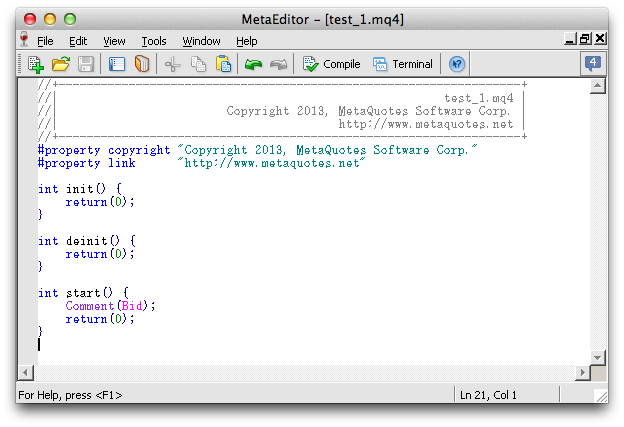 MetaEditor - [test_1.mq4]
File Edit View Tools Window Help
Compile Terminal 4
//+------------------------------------------------------------------+
//| test_1.mq4 |
//| Copyright 2013, MetaQuotes Software Corp. |
//| http://www.metaquotes.net |
//+------------------------------------------------------------------+
#property copyright "Copyright 2013, MetaQuotes Software Corp."
#property link "http://www.metaquotes.net"
int init() {
return(0);
}
int deinit() {
return(0);
}
int start() {
Comment(Bid);
return(0);
}
For Help, press <F1> Ln 21, Col 1